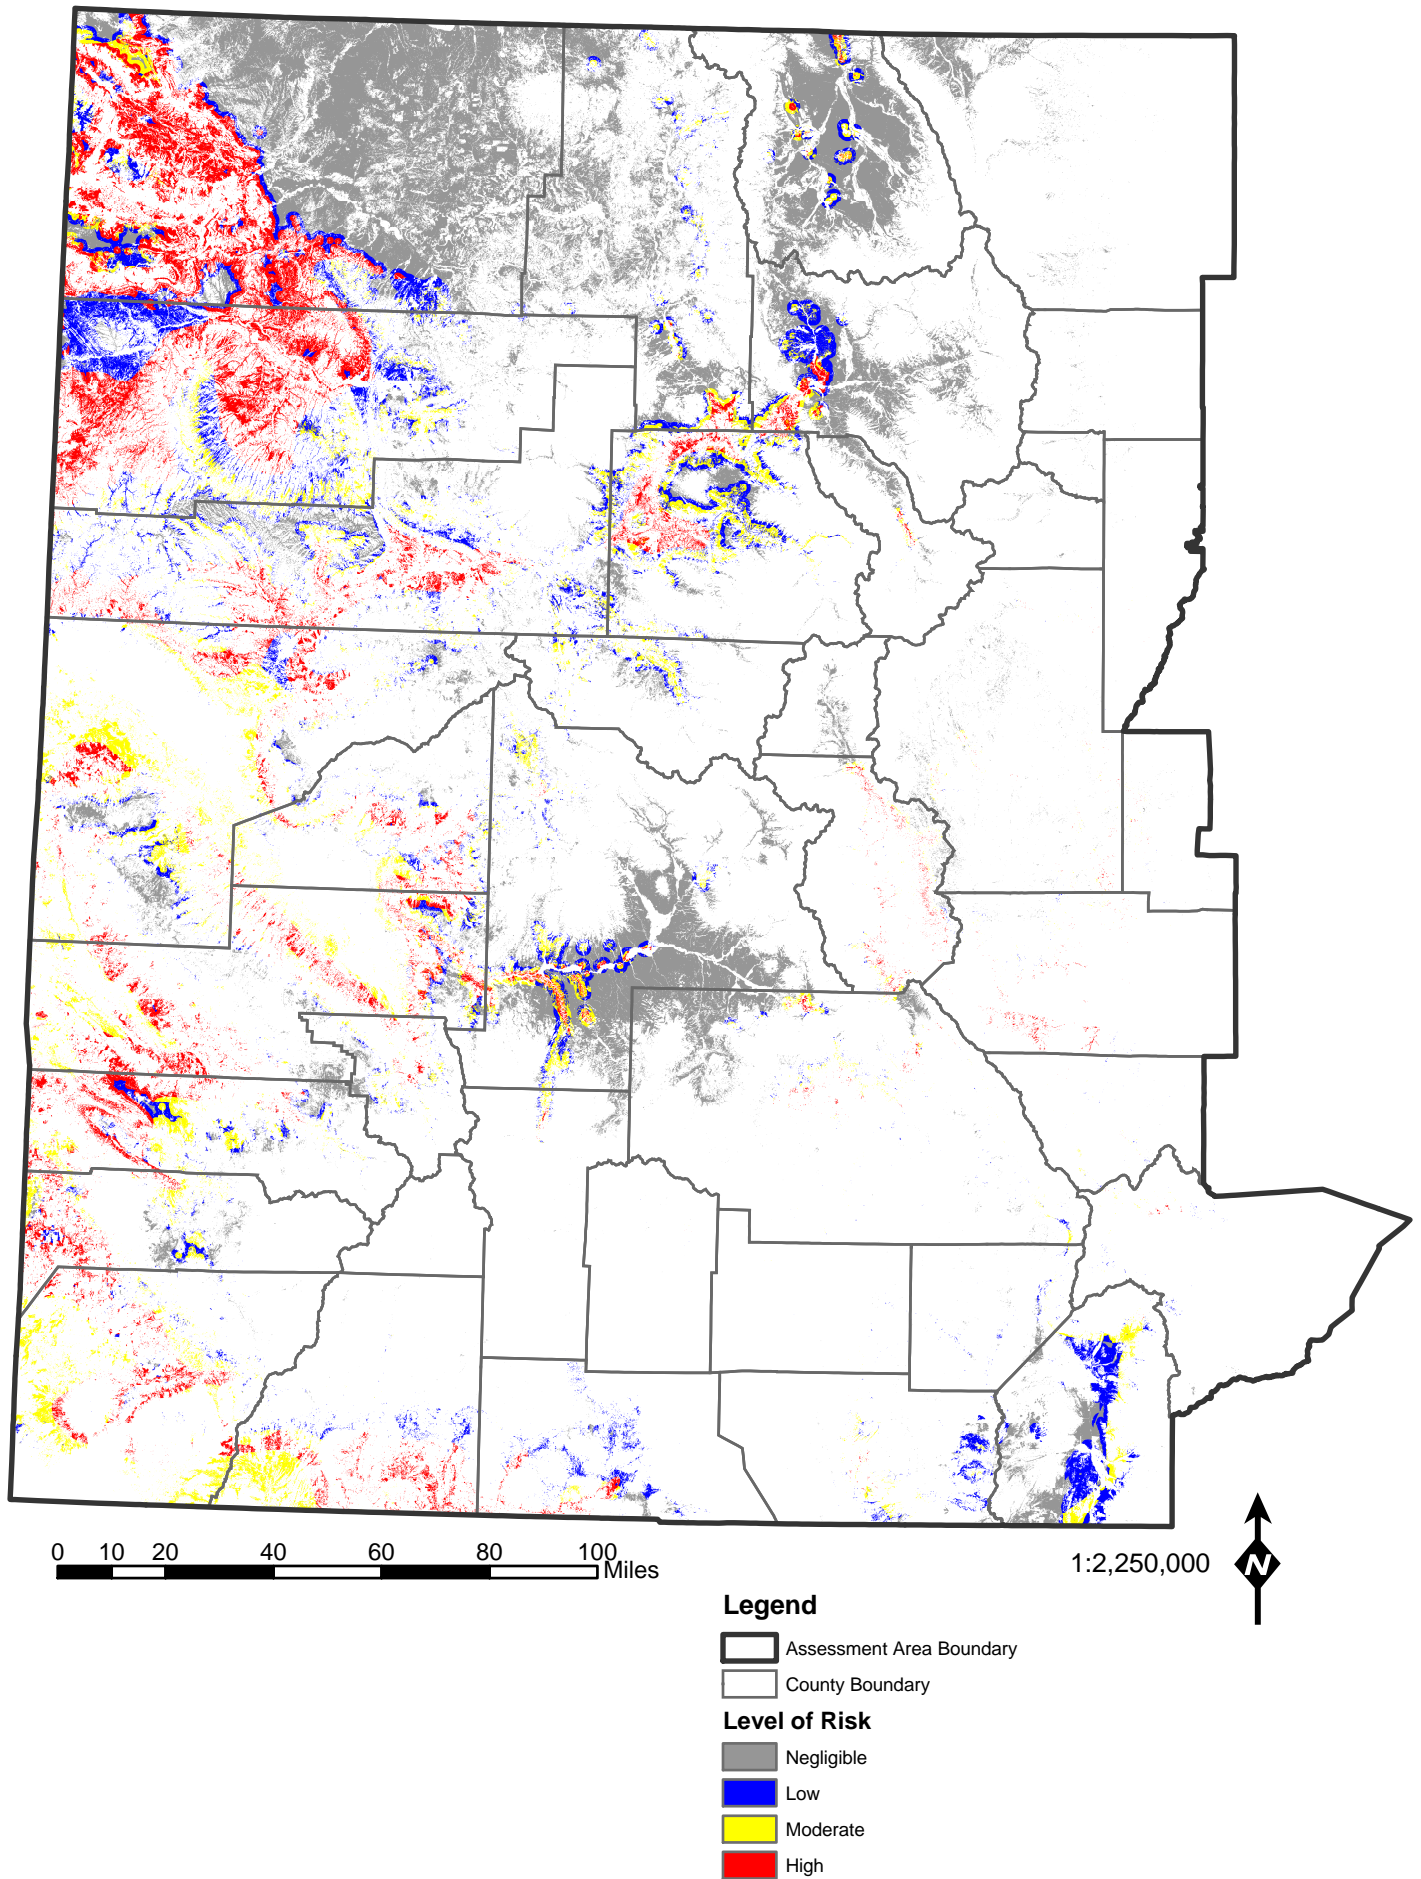 0 10 20 40 60 80 100
Miles
1:2,250,000
N
Legend
Assessment Area Boundary
County Boundary
Level of Risk
Negligible
Low
Moderate
High